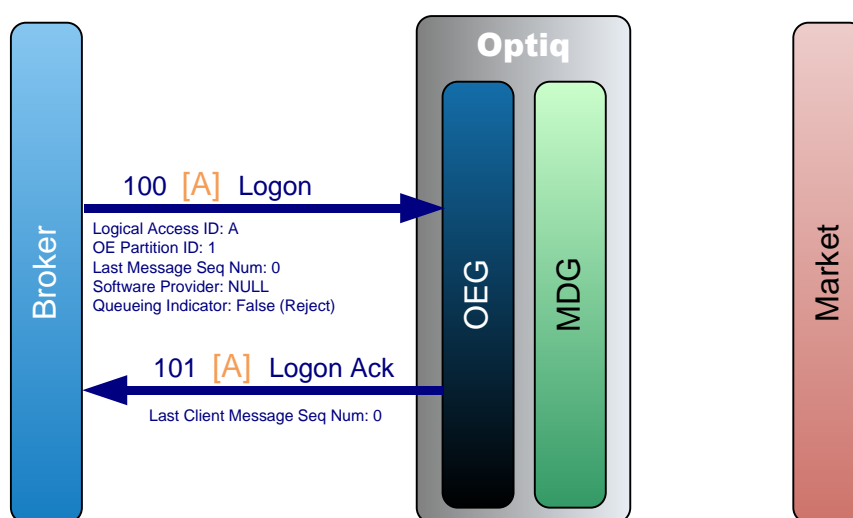 Optiq
Broker
100 [A] Logon
Logical Access ID: A
OE Partition ID: 1
Last Message Seq Num: 0
Software Provider: NULL
Queueing Indicator: False (Reject)
101 [A] Logon Ack
Last Client Message Seq Num: 0
OEG
MDG
Market